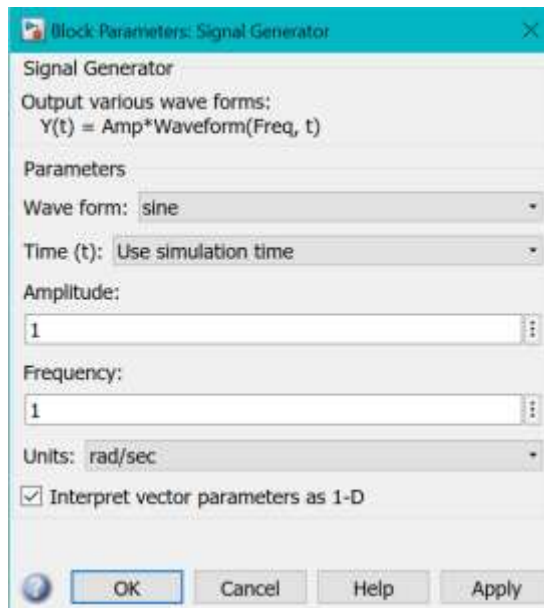 Block Parameters: Signal Generator
Signal Generator
Output various wave forms:
Y(t) = Amp*Waveform(Freq, t)
Parameters
Wave form: sine
Time (t): Use simulation time
Amplitude:
1
Frequency:
1
Units: rad/sec
Interpret vector parameters as 1-D
OK Cancel Help Apply